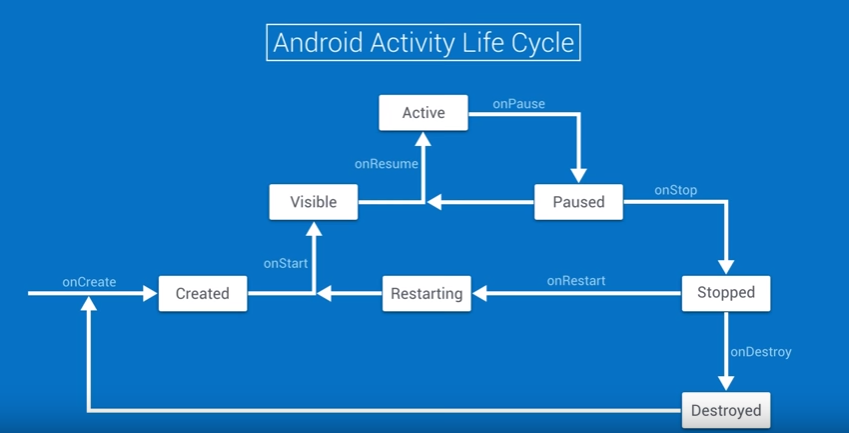 Android Activity Life Cycle
Active
onPause
onResume
Visible
Paused
onStop
onStart
onCreate
Created
Restarting
onRestart
Stopped
onDestroy
Destroyed